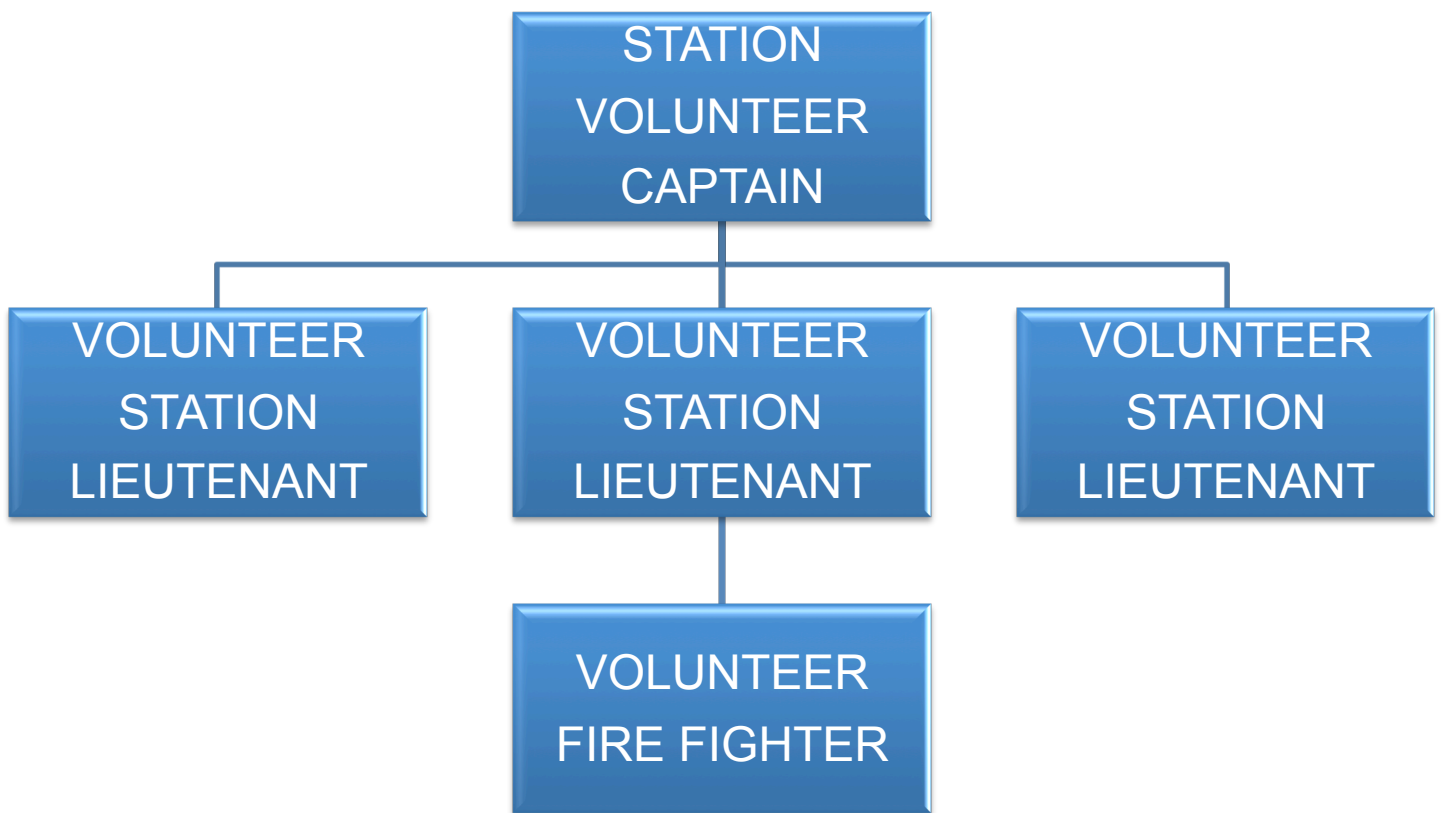 STATION
VOLUNTEER
CAPTAIN
VOLUNTEER
STATION
LIEUTENANT
VOLUNTEER
STATION
LIEUTENANT
VOLUNTEER
STATION
LIEUTENANT
VOLUNTEER
FIRE FIGHTER